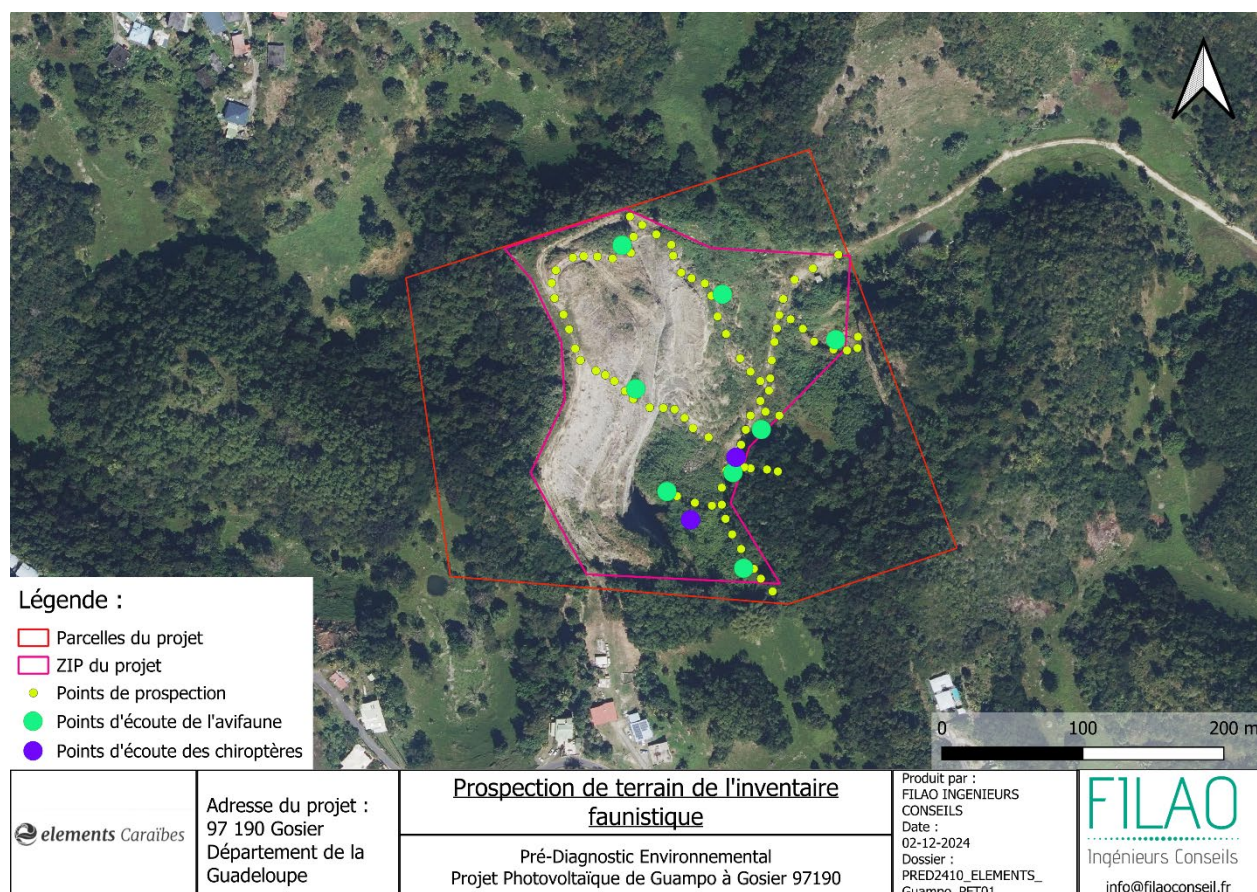 Légende :
Parcelles du projet
ZIP du projet
Points de prospection
Points d'écoute de l'avifaune
Points d'écoute des chiroptères
0 100 200 m
elements Caraïbes
Adresse du projet :
97 190 Gosier
Département de la
Guadeloupe
Prospection de terrain de l'inventaire
faunistique
Pré-Diagnostic Environnemental
Projet Photovoltaïque de Guampo à Gosier 97190
Produit par :
FILAO INGENIEURS
CONSEILS
Date :
02-12-2024
Dossier :
PRED2410_ELEMENTS_
Guampo_PET01
FILAO
Ingénieurs Conseils
info@filaoconseil.fr